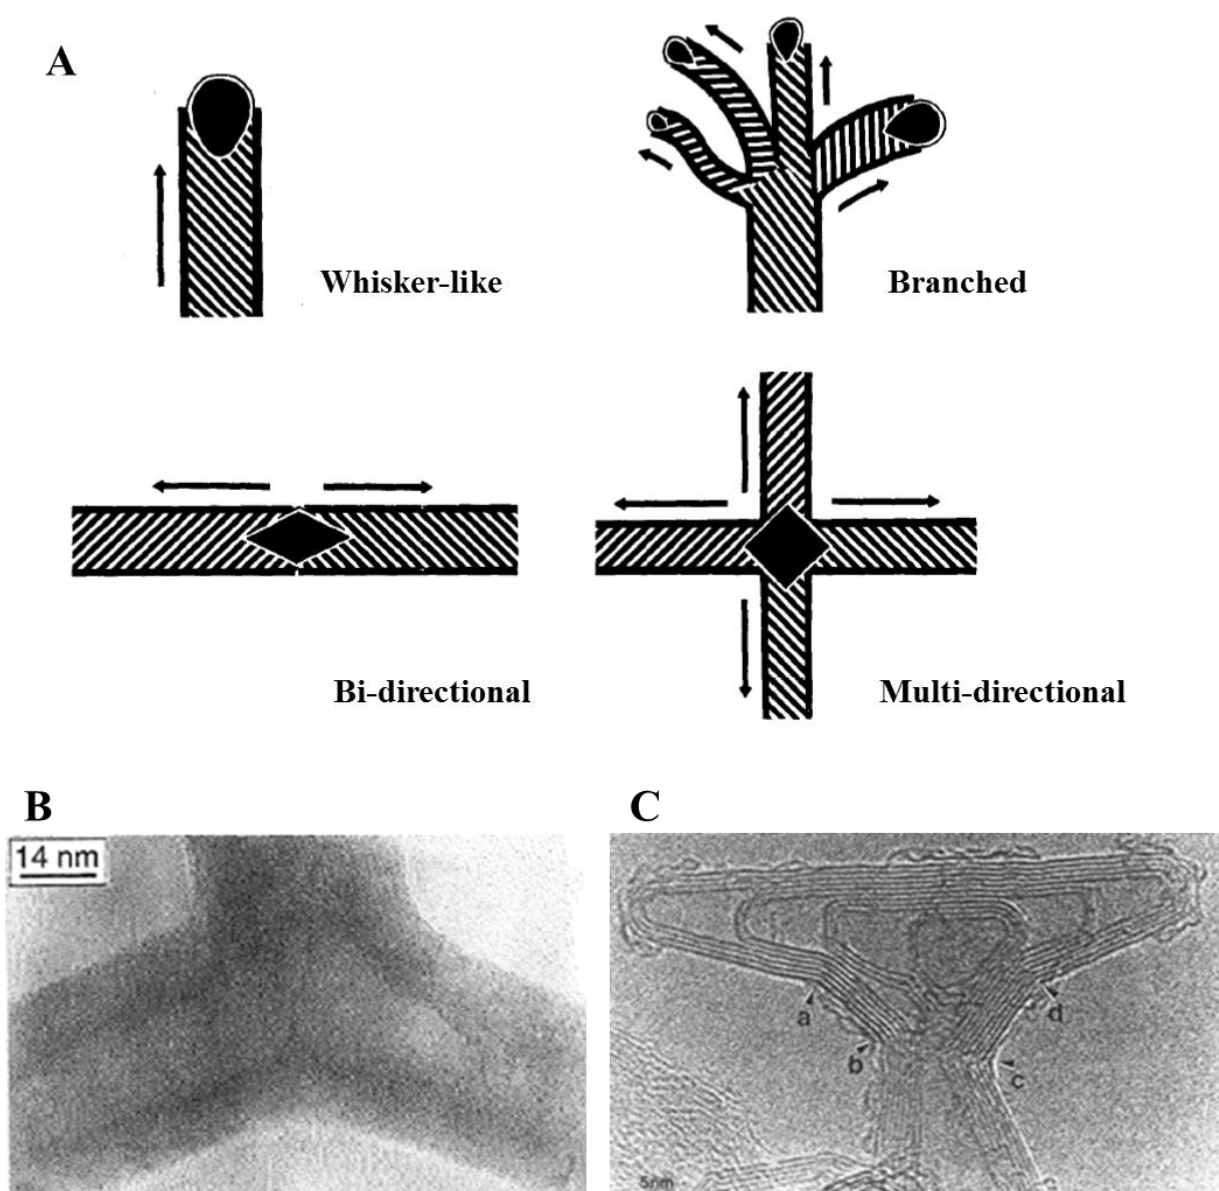 A
Whisker-like
Branched
Bi-directional
Multi-directional
B
C
14 nm
a
d
b
c
5nm